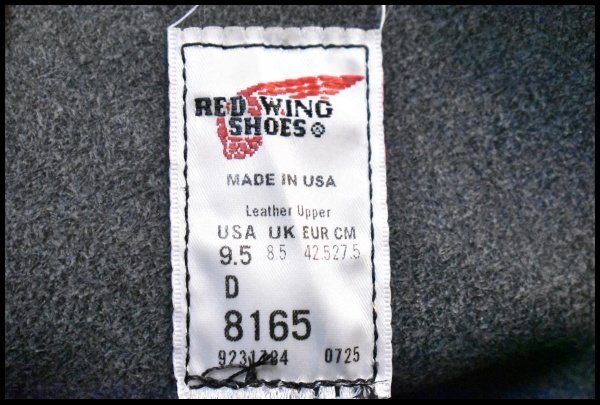 RED WING
SHOES ®
MADE IN USA
Leather Upper
USA UK EUR CM
9.5 8.5 42.5 27.5
D
8165
0725